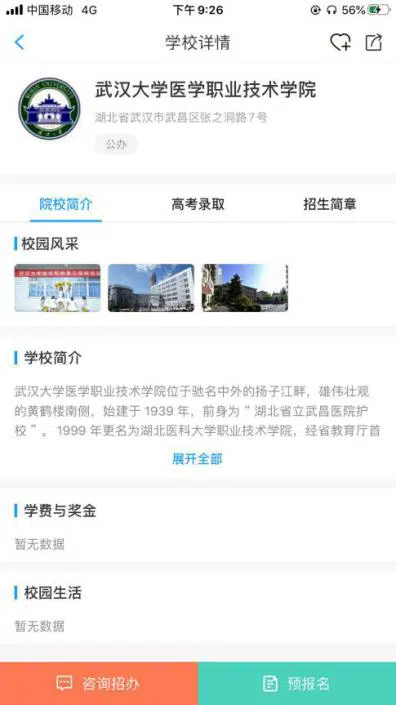 中国移动 4G 下午 9:26 56%
学校详情
武汉大学医学职业技术学院
湖北省武汉市武昌区张之洞路7号
公办
院校简介 高考录取 招生简章
校园风采
学校简介
武汉大学医学职业技术学院位于驰名中外的扬子江畔,雄伟壮观
的黄鹤楼南侧,始建于 1939 年,前身为“ 湖北省立武昌医院护
校 ”。1999 年更名为湖北医科大学职业技术学院,经省教育厅首
展开全部
学费与奖金
暂无数据
校园生活
暂无数据
咨询招办 预报名